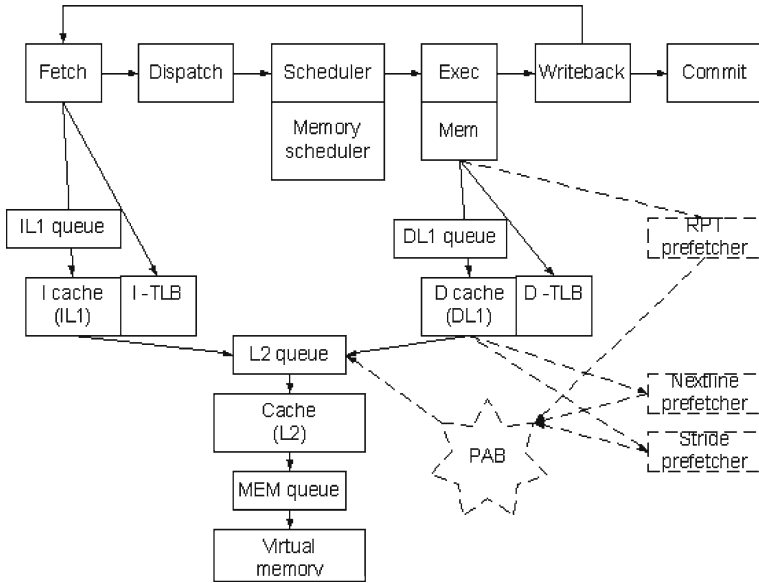 Fetch
Dispatch
Scheduler
Exec
Writeback
Commit
Memory
scheduler
Mem
IL1 queue
DL1 queue
RPT
prefetcher
I cache
(IL1)
I -TLB
D cache
(DL1)
D -TLB
L2 queue
Nextline
prefetcher
Cache
(L2)
PAB
Stride
prefetcher
MEM queue
Virtual
memory